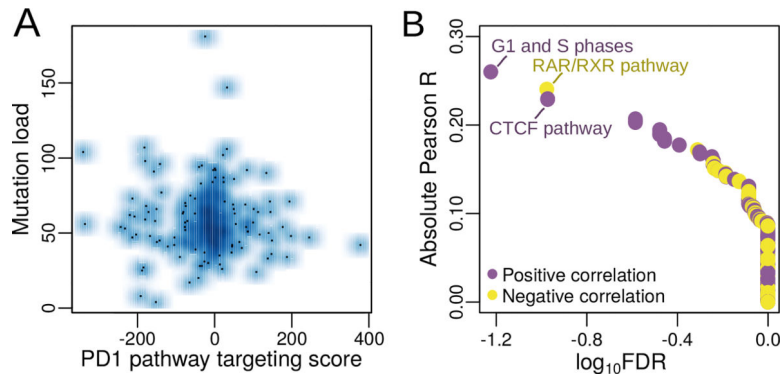 A
Mutation load
0
50
100
150
-200
0
200
400
PD1 pathway targeting score
B
Absolute Pearson R
0.00
0.10
0.20
0.30
G1 and S phases
RAR/RXR pathway
CTCF pathway
Positive correlation
Negative correlation
-1.2
-0.8
-0.4
0.0
log₁₀FDR